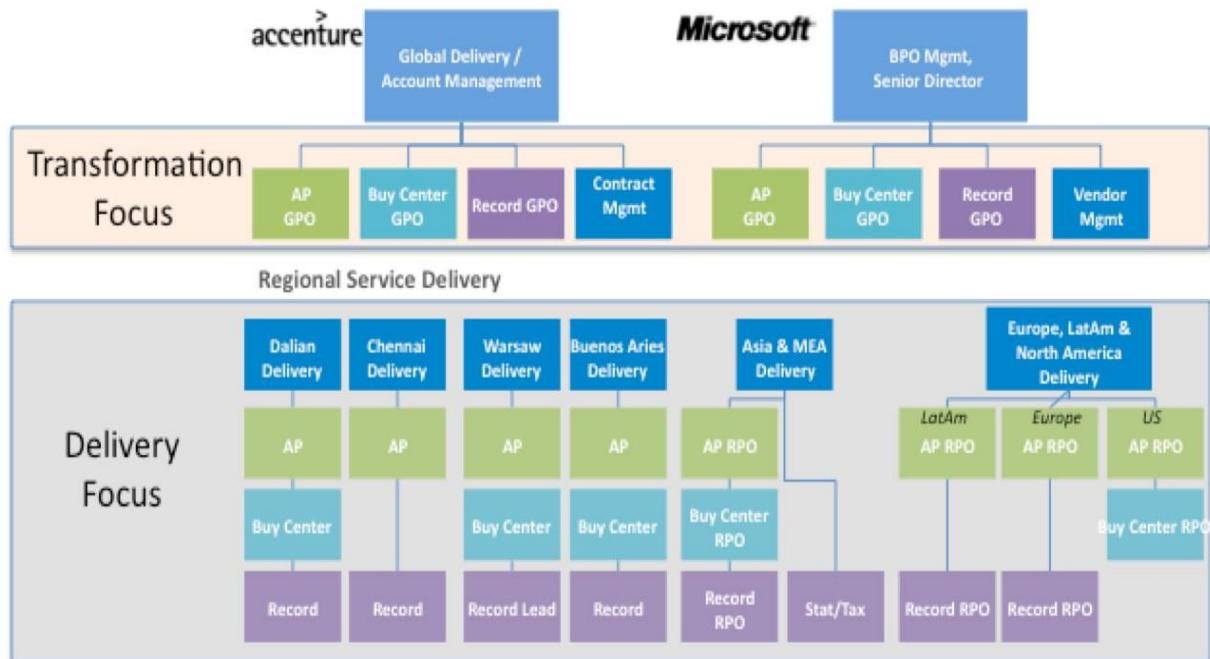 accenture
>
Microsoft
Global Delivery /
Account Management
BPO Mgmt,
Senior Director
Transformation
Focus
AP
GPO
Buy Center
GPO
Record GPO
Contract
Mgmt
AP
GPO
Buy Center
GPO
Record
GPO
Vendor
Mgmt
Regional Service Delivery
Delivery
Focus
Dalian
Delivery
Chennai
Delivery
Warsaw
Delivery
Buenos Aries
Delivery
Asia & MEA
Delivery
Europe, LatAm &
North America
Delivery
AP
AP
AP
AP
AP RPO
LatAm
AP RPO
Europe
AP RPO
US
AP RPO
Buy Center
Buy Center
Buy Center
Buy Center
RPO
Buy Center RPO
Record
Record
Record Lead
Record
Record
RPO
Stat/Tax
Record RPO
Record RPO